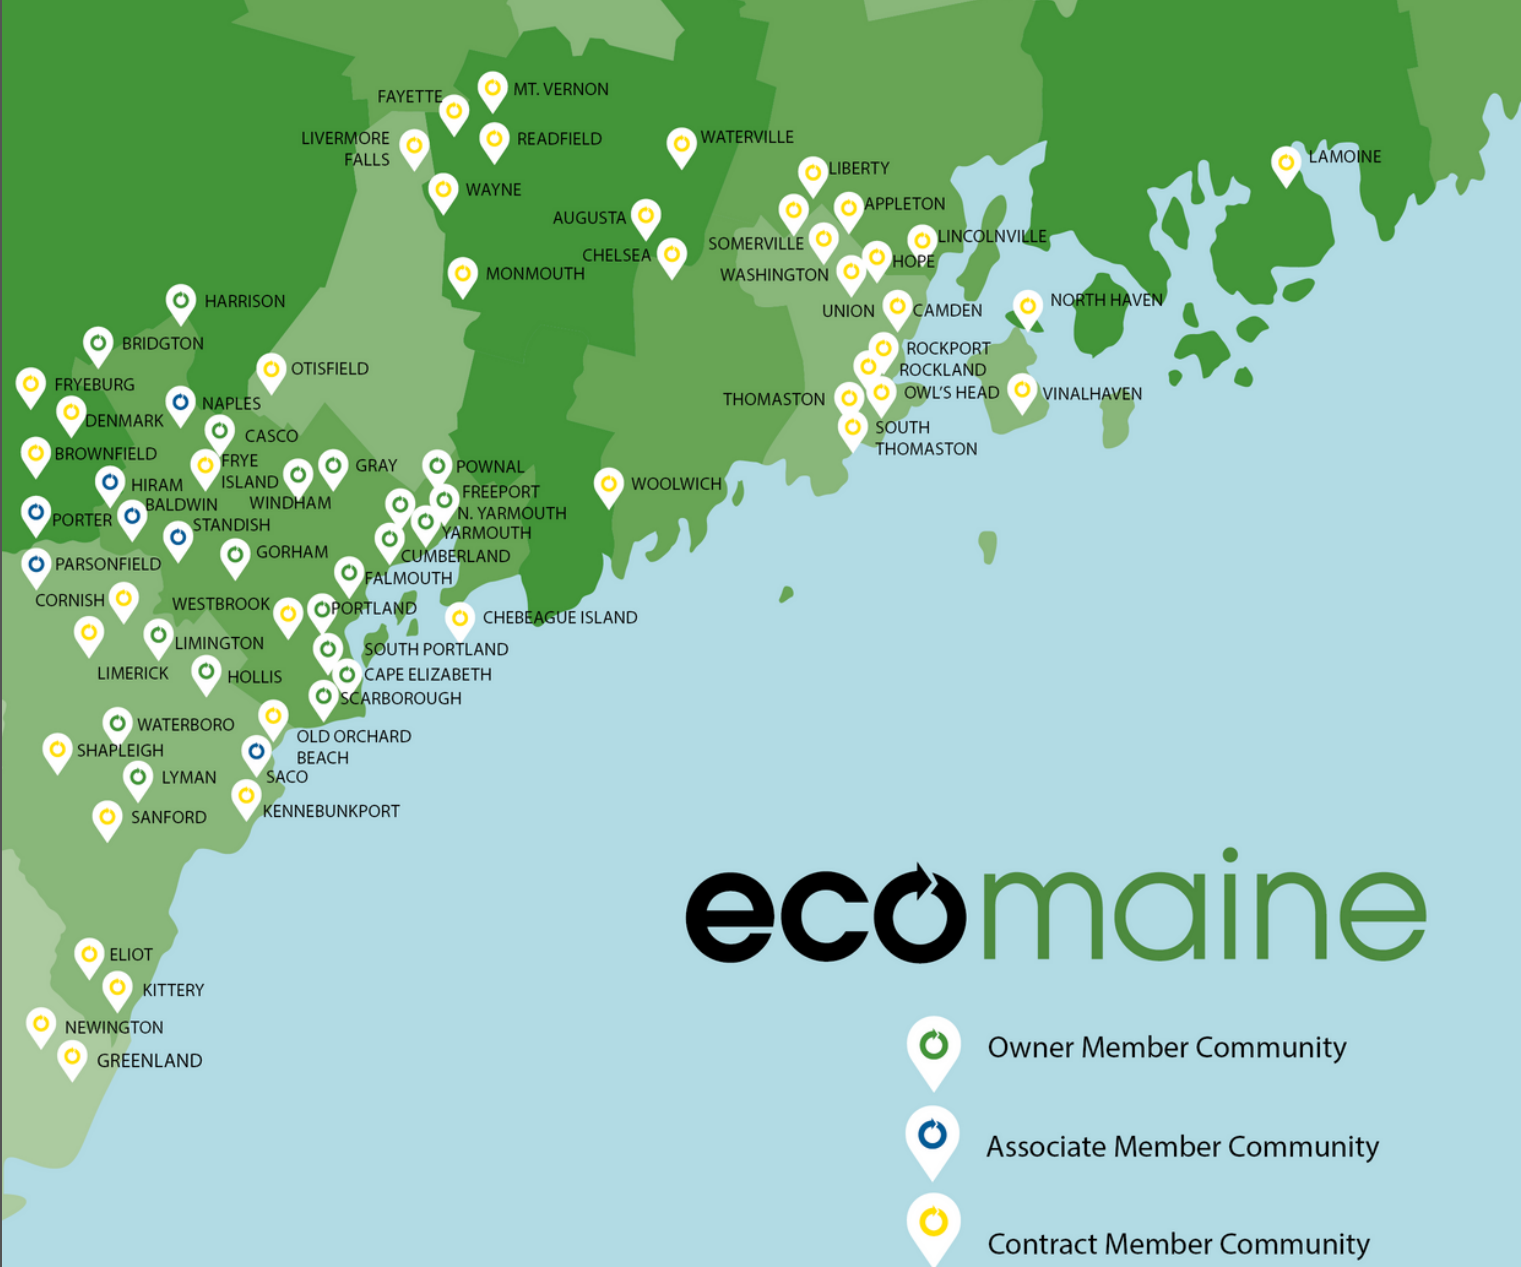 MT. VERNON
FAYETTE
LIVERMORE
FALLS
READFIELD
WATERVILLE
LAMOINE
LIBERTY
WAYNE
APPLETON
AUGUSTA
LINCOLNVILLE
SOMERVILLE
CHELSEA
HOPE
MONMOUTH
WASHINGTON
HARRISON
NORTH HAVEN
UNION
CAMDEN
BRIDGTON
ROCKPORT
OTISFIELD
ROCKLAND
FRYEBURG
OWL'S HEAD
VINALHAVEN
NAPLES
THOMASTON
DENMARK
SOUTH
THOMASTON
CASCO
BROWNFIELD
FRYE
ISLAND
GRAY
POWNAL
HIRAM
WOOLWICH
FREEPORT
BALDWIN
WINDHAM
N. YARMOUTH
PORTER
STANDISH
YARMOUTH
GORHAM
CUMBERLAND
PARSONFIELD
FALMOUTH
CORNISH
WESTBROOK
PORTLAND
CHEBEAGUE ISLAND
LIMINGTON
SOUTH PORTLAND
LIMERICK
HOLLIS
CAPE ELIZABETH
SCARBOROUGH
WATERBORO
OLD ORCHARD
BEACH
SHAPLEIGH
LYMAN
SACO
SANFORD
KENNEBUNKPORT
ecomaine
ELIOT
KITTERY
NEWINGTON
GREENLAND
Owner Member Community
Associate Member Community
Contract Member Community